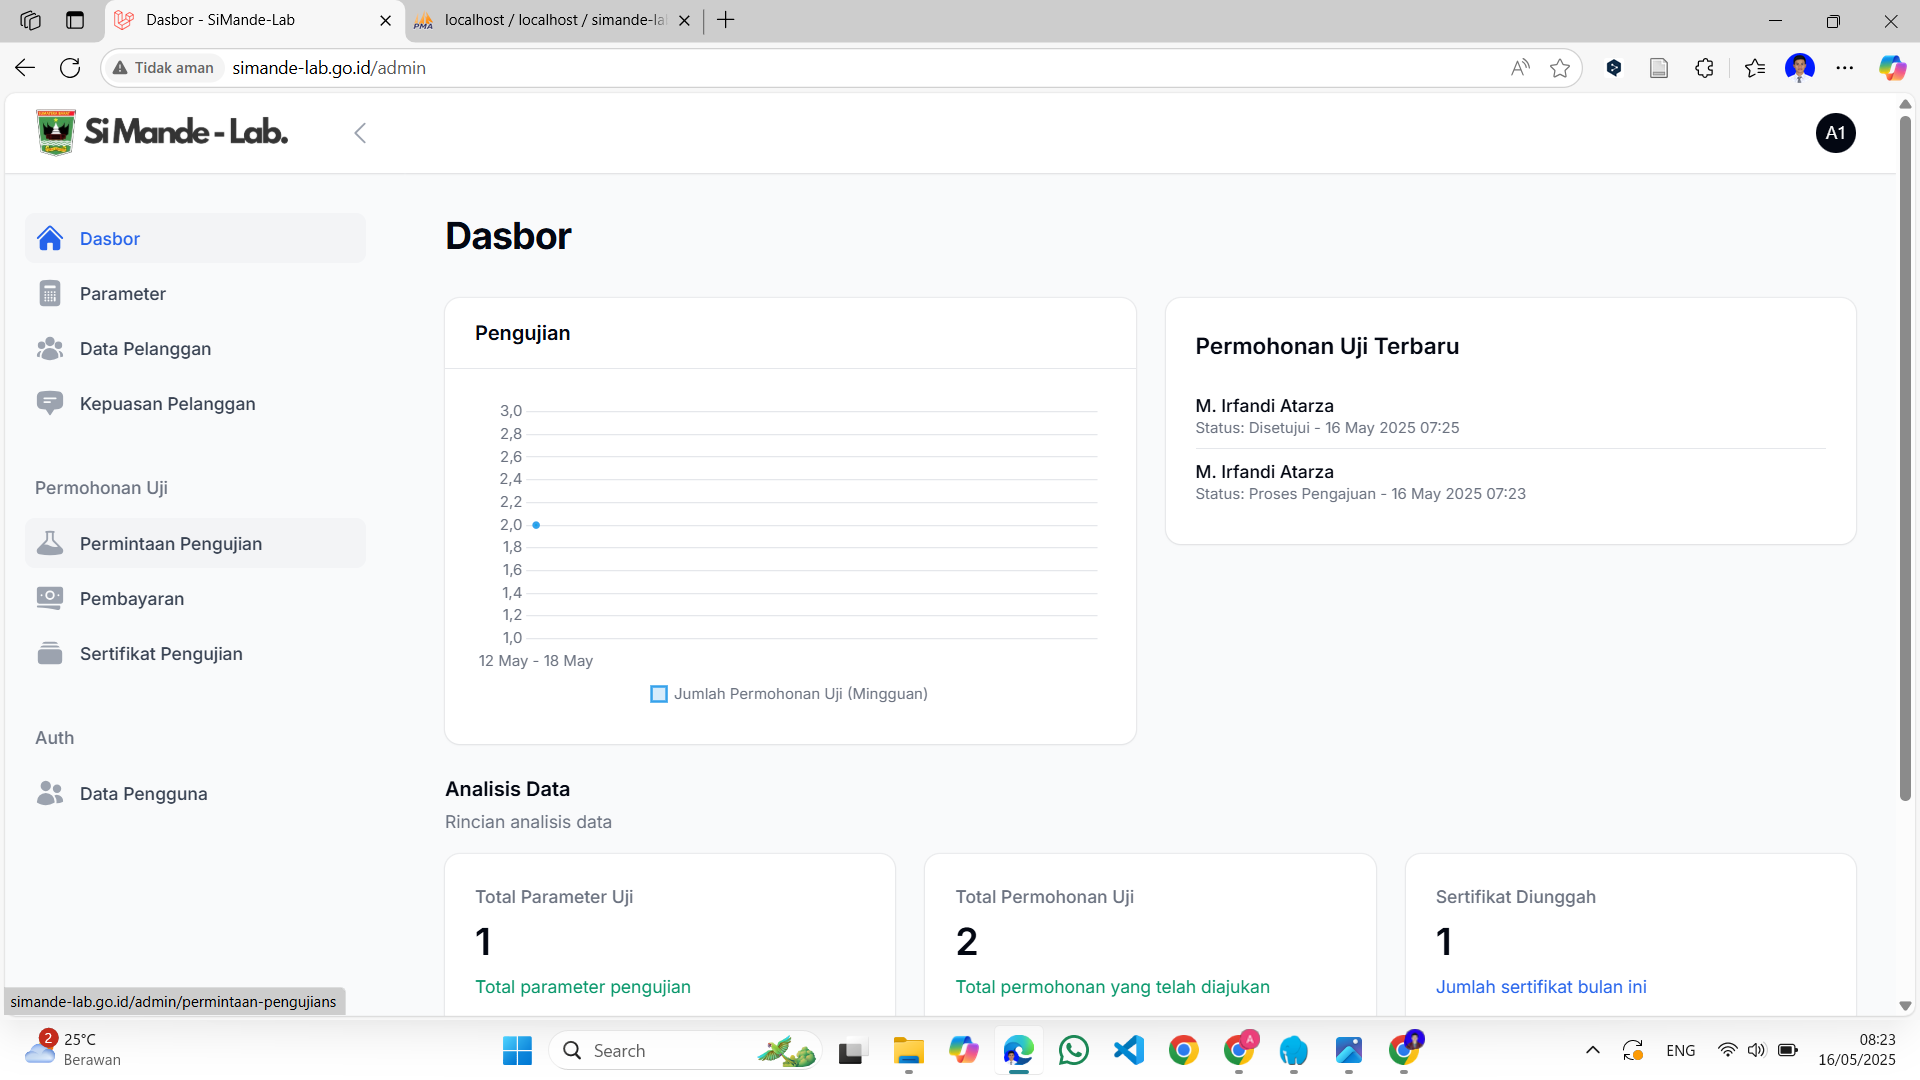 Dasbor - SiMande-Lab
localhost / localhost / simande-la
Tidak aman
simande-lab.go.id/admin
Si Mande - Lab.
A1
Dasbor
Parameter
Data Pelanggan
Kepuasan Pelanggan
Permohonan Uji
Permintaan Pengujian
Pembayaran
Sertifikat Pengujian
Auth
Data Pengguna
Dasbor
Pengujian
3,0
2,8
2,6
2,4
2,2
2,0
1,8
1,6
1,4
1,2
1,0
12 May - 18 May
Jumlah Permohonan Uji (Mingguan)
Permohonan Uji Terbaru
M. Irfandi Atarza
Status: Disetujui - 16 May 2025 07:25
M. Irfandi Atarza
Status: Proses Pengajuan - 16 May 2025 07:23
Analisis Data
Rincian analisis data
Total Parameter Uji
1
Total parameter pengujian
Total Permohonan Uji
2
Total permohonan yang telah diajukan
Sertifikat Diunggah
1
Jumlah sertifikat bulan ini
simande-lab.go.id/admin/permintaan-pengujians
2
25°C
Berawan
Search
A
ENG
08:23
16/05/2025